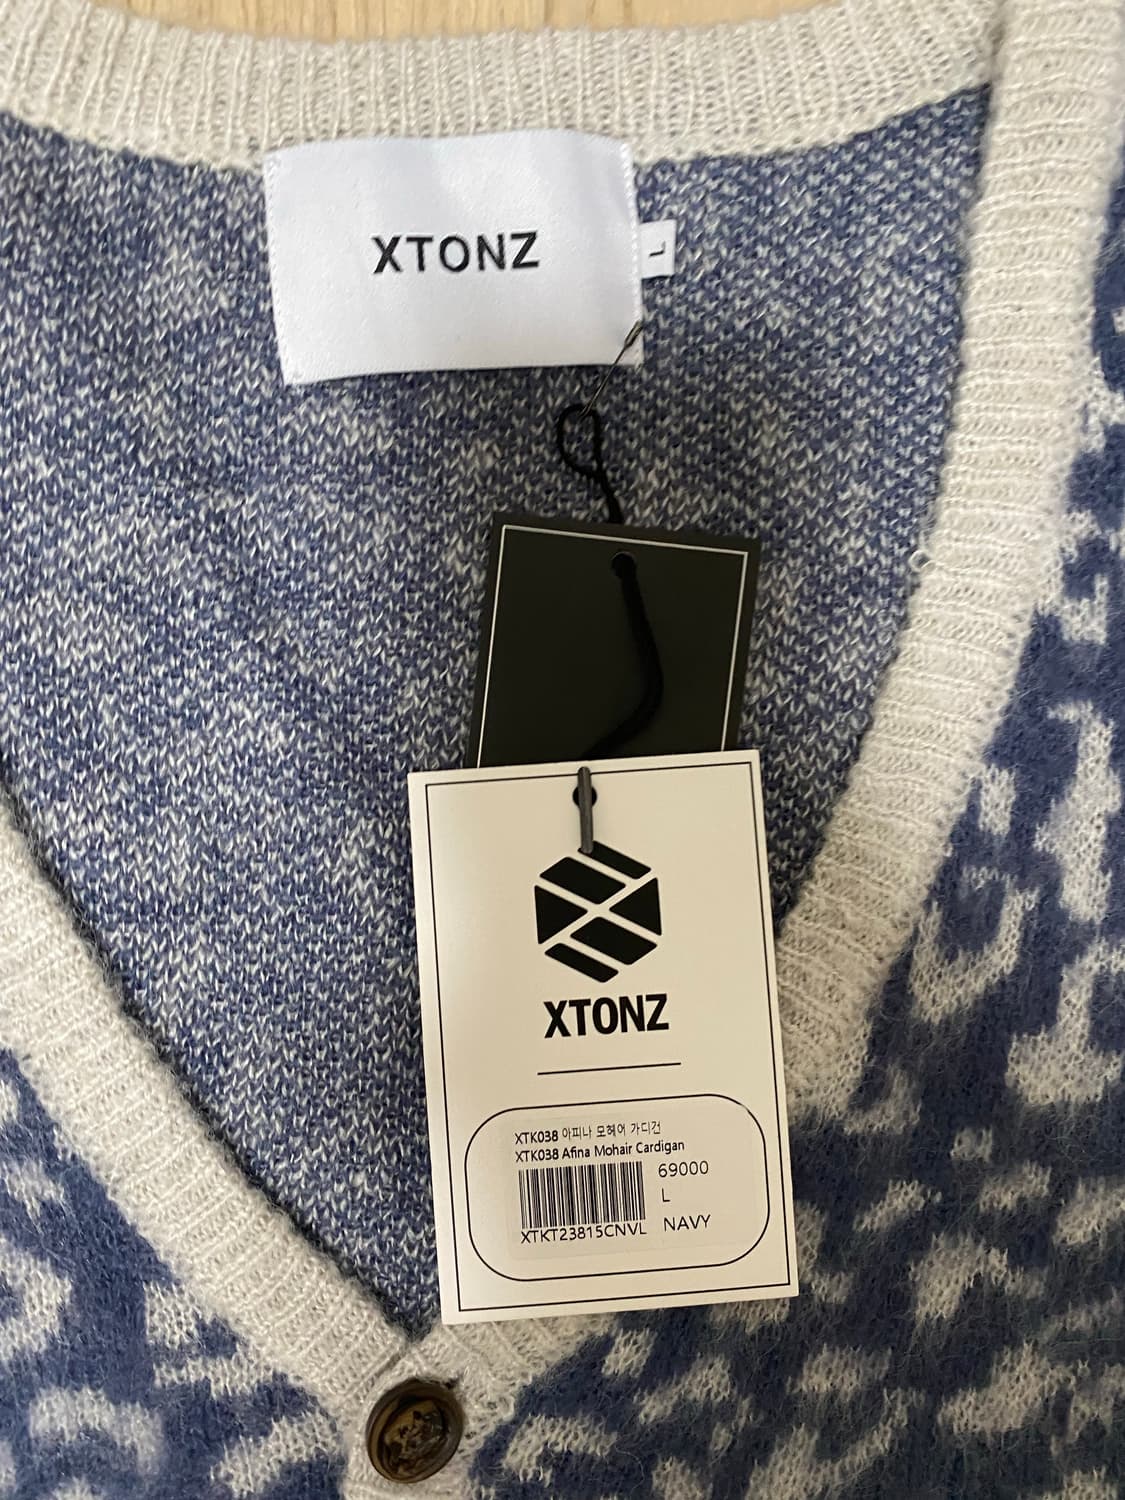 XTONZ
L
XTONZ
XTK038 아피나 모헤어 가디건
XTK038 Afina Mohair Cardigan
69000
L
XTKT23815CNVL NAVY